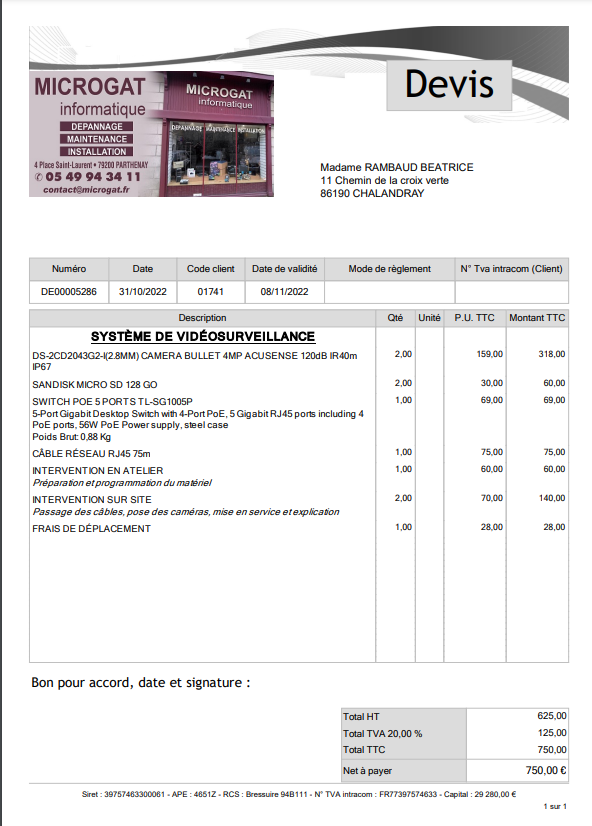 MICROGAT
informatique
DEPANNAGE
MAINTENANCE
INSTALLATION
4 Place Saint-Laurent • 79200 PARTHENAY
✆ 05 49 94 34 11
contact@microgat.fr
MICROGAT
informatique
DEPANNAGE MAINTENANCE INSTALLATION
Devis
Madame RAMBAUD BEATRICE
11 Chemin de la croix verte
86190 CHALANDRAY
Numéro Date Code client Date de validité Mode de règlement N° Tva intracom (Client)
DE00005286 31/10/2022 01741 08/11/2022
Description Qté Unité P.U. TTC Montant TTC
SYSTÈME DE VIDÉOSURVEILLANCE
DS-2CD2043G2-I(2.8MM) CAMERA BULLET 4MP ACUSENSE 120dB IR40m 2,00 159,00 318,00
IP67
SANDISK MICRO SD 128 GO 2,00 30,00 60,00
SWITCH POE 5 PORTS TL-SG1005P 1,00 69,00 69,00
5-Port Gigabit Desktop Switch with 4-Port PoE, 5 Gigabit RJ45 ports including 4
PoE ports, 56W PoE Power supply, steel case
Poids Brut: 0,88 Kg
CÂBLE RÉSEAU RJ45 75m 1,00 75,00 75,00
INTERVENTION EN ATELIER 1,00 60,00 60,00
Préparation et programmation du matériel
INTERVENTION SUR SITE 2,00 70,00 140,00
Passage des câbles, pose des caméras, mise en service et explication
FRAIS DE DÉPLACEMENT 1,00 28,00 28,00
Bon pour accord, date et signature :
Total HT 625,00
Total TVA 20,00 % 125,00
Total TTC 750,00
Net à payer 750,00 €
Siret : 39757463300061 - APE : 4651Z - RCS : Bressuire 94B111 - N° TVA intracom : FR77397574633 - Capital : 29 280,00 €
1 sur 1